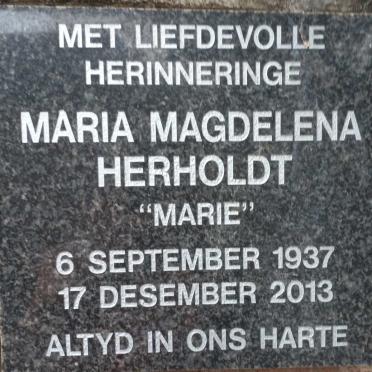 MET LIEFDEVOLLE
HERINNERINGE
MARIA MAGDELENA
HERHOLDT
"MARIE"
6 SEPTEMBER 1937
17 DESEMBER 2013
ALTYD IN ONS HARTE